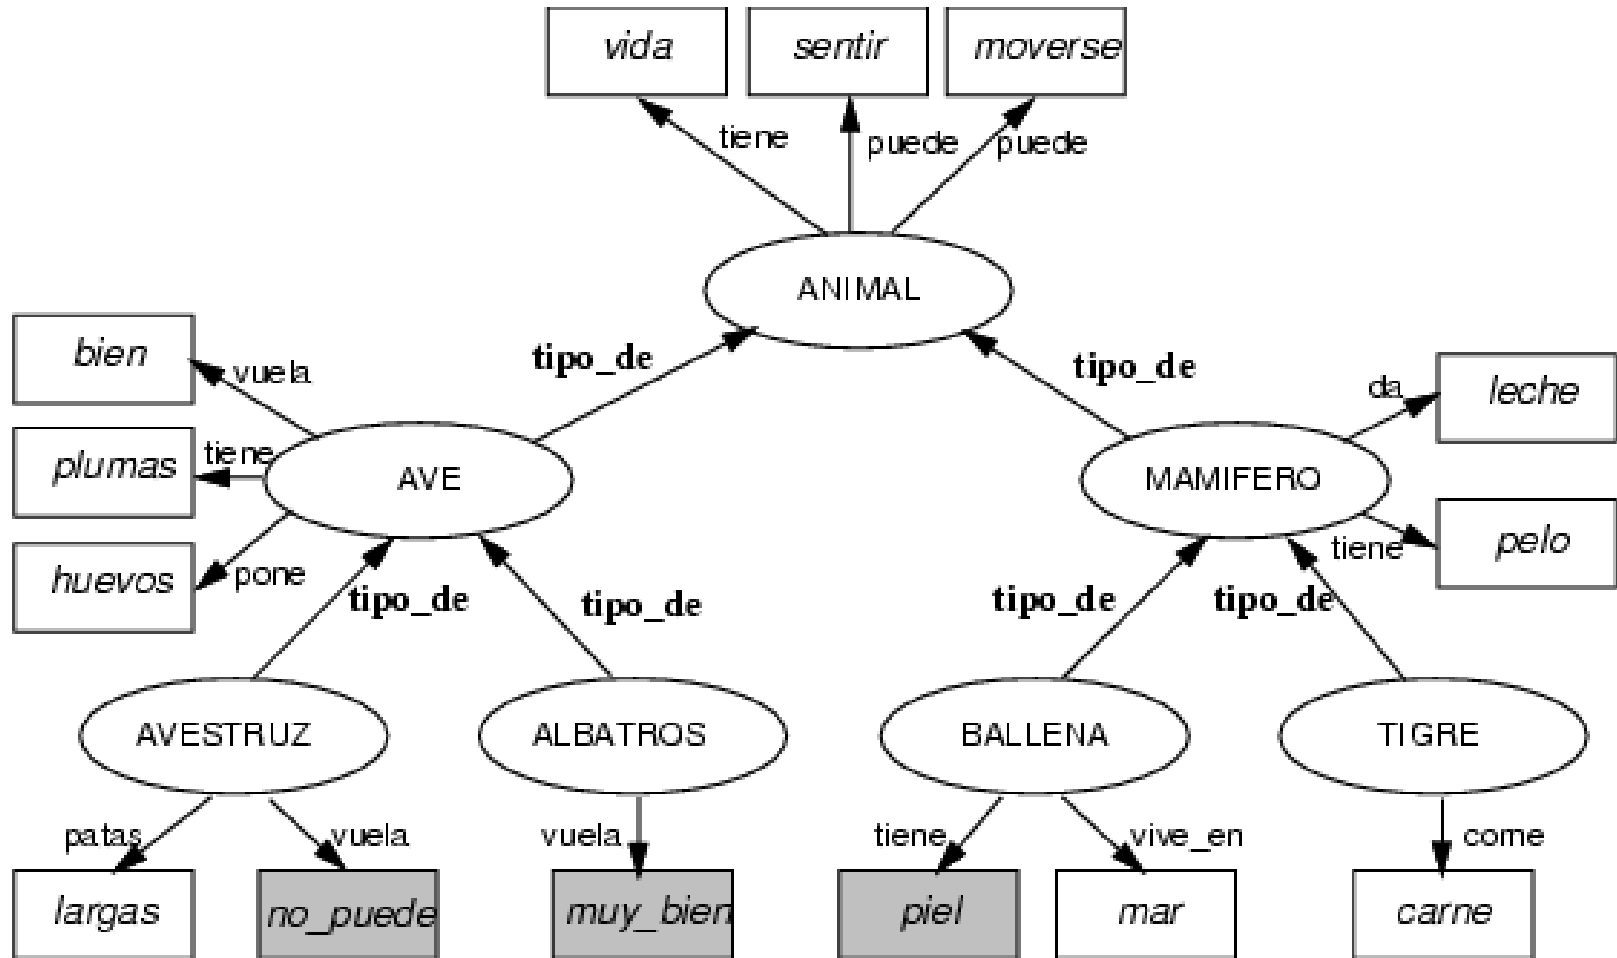 vida sentir moverse
tiene puede puede
ANIMAL
bien vuela tipo_de tipo_de da leche
plumas tiene AVE MAMIFERO
huevos pone tiene pelo
tipo_de tipo_de tipo_de tipo_de
AVESTRUZ ALBATROS BALLENA TIGRE
patas vuela vuela tiene vive_en come
largas no_puede muy_bien piel mar carne